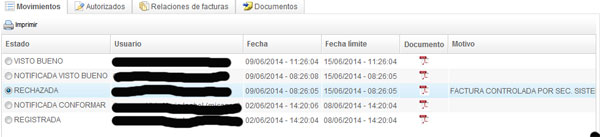 Movimientos Autorizados Relaciones de facturas Documentos
Imprimir
Estado Usuario Fecha Fecha límite Documento Motivo
VISTO BUENO 09/06/2014 - 11:26:04 15/06/2014 - 11:26:04
NOTIFICADA VISTO BUENO 09/06/2014 - 08:26:05 15/06/2014 - 08:26:05
RECHAZADA 09/06/2014 - 08:26:05 15/06/2014 - 08:26:05 FACTURA CONTROLADA POR SEC. SISTE
NOTIFICADA CONFORMAR 02/06/2014 - 14:20:06 08/06/2014 - 14:20:06
REGISTRADA 02/06/2014 - 14:20:04 08/06/2014 - 14:20:04